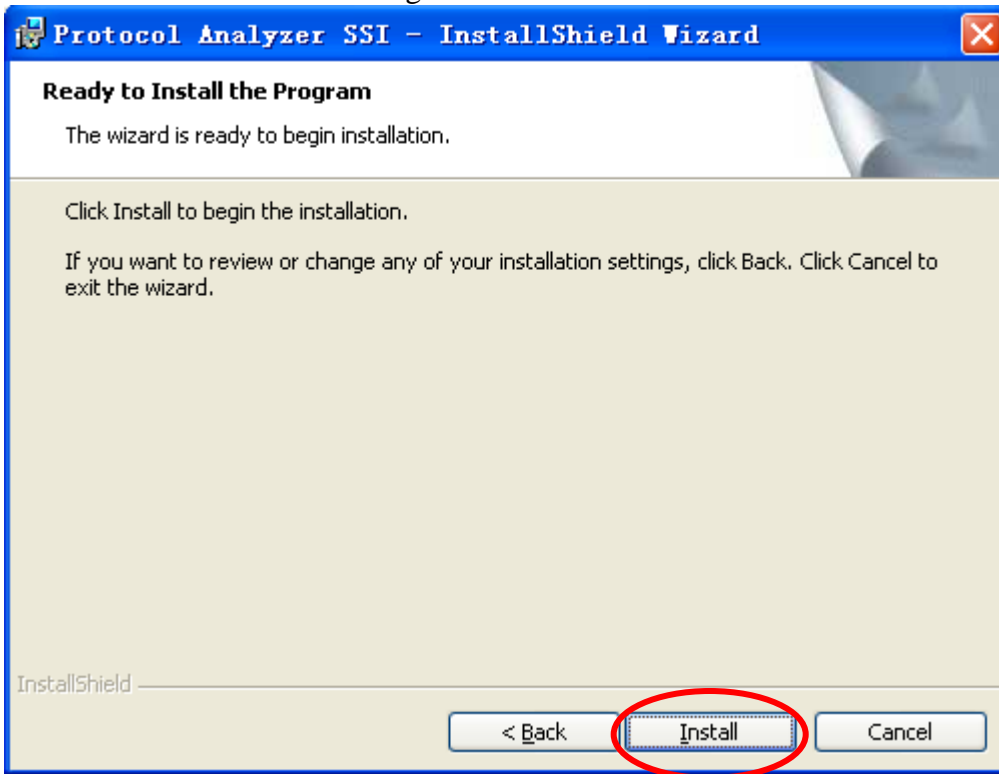 Protocol Analyzer SSI - InstallShield Wizard
Ready to Install the Program
The wizard is ready to begin installation.
Click Install to begin the installation.
If you want to review or change any of your installation settings, click Back. Click Cancel to
exit the wizard.
InstallShield
< Back Install Cancel